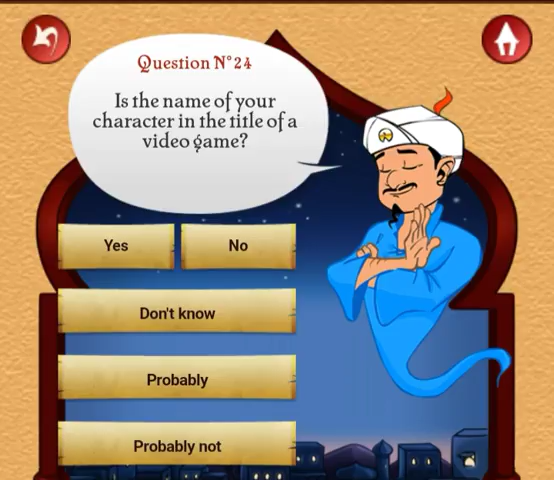 Question N°24
Is the name of your
character in the title of a
video game?
Yes
No
Don't know
Probably
Probably not